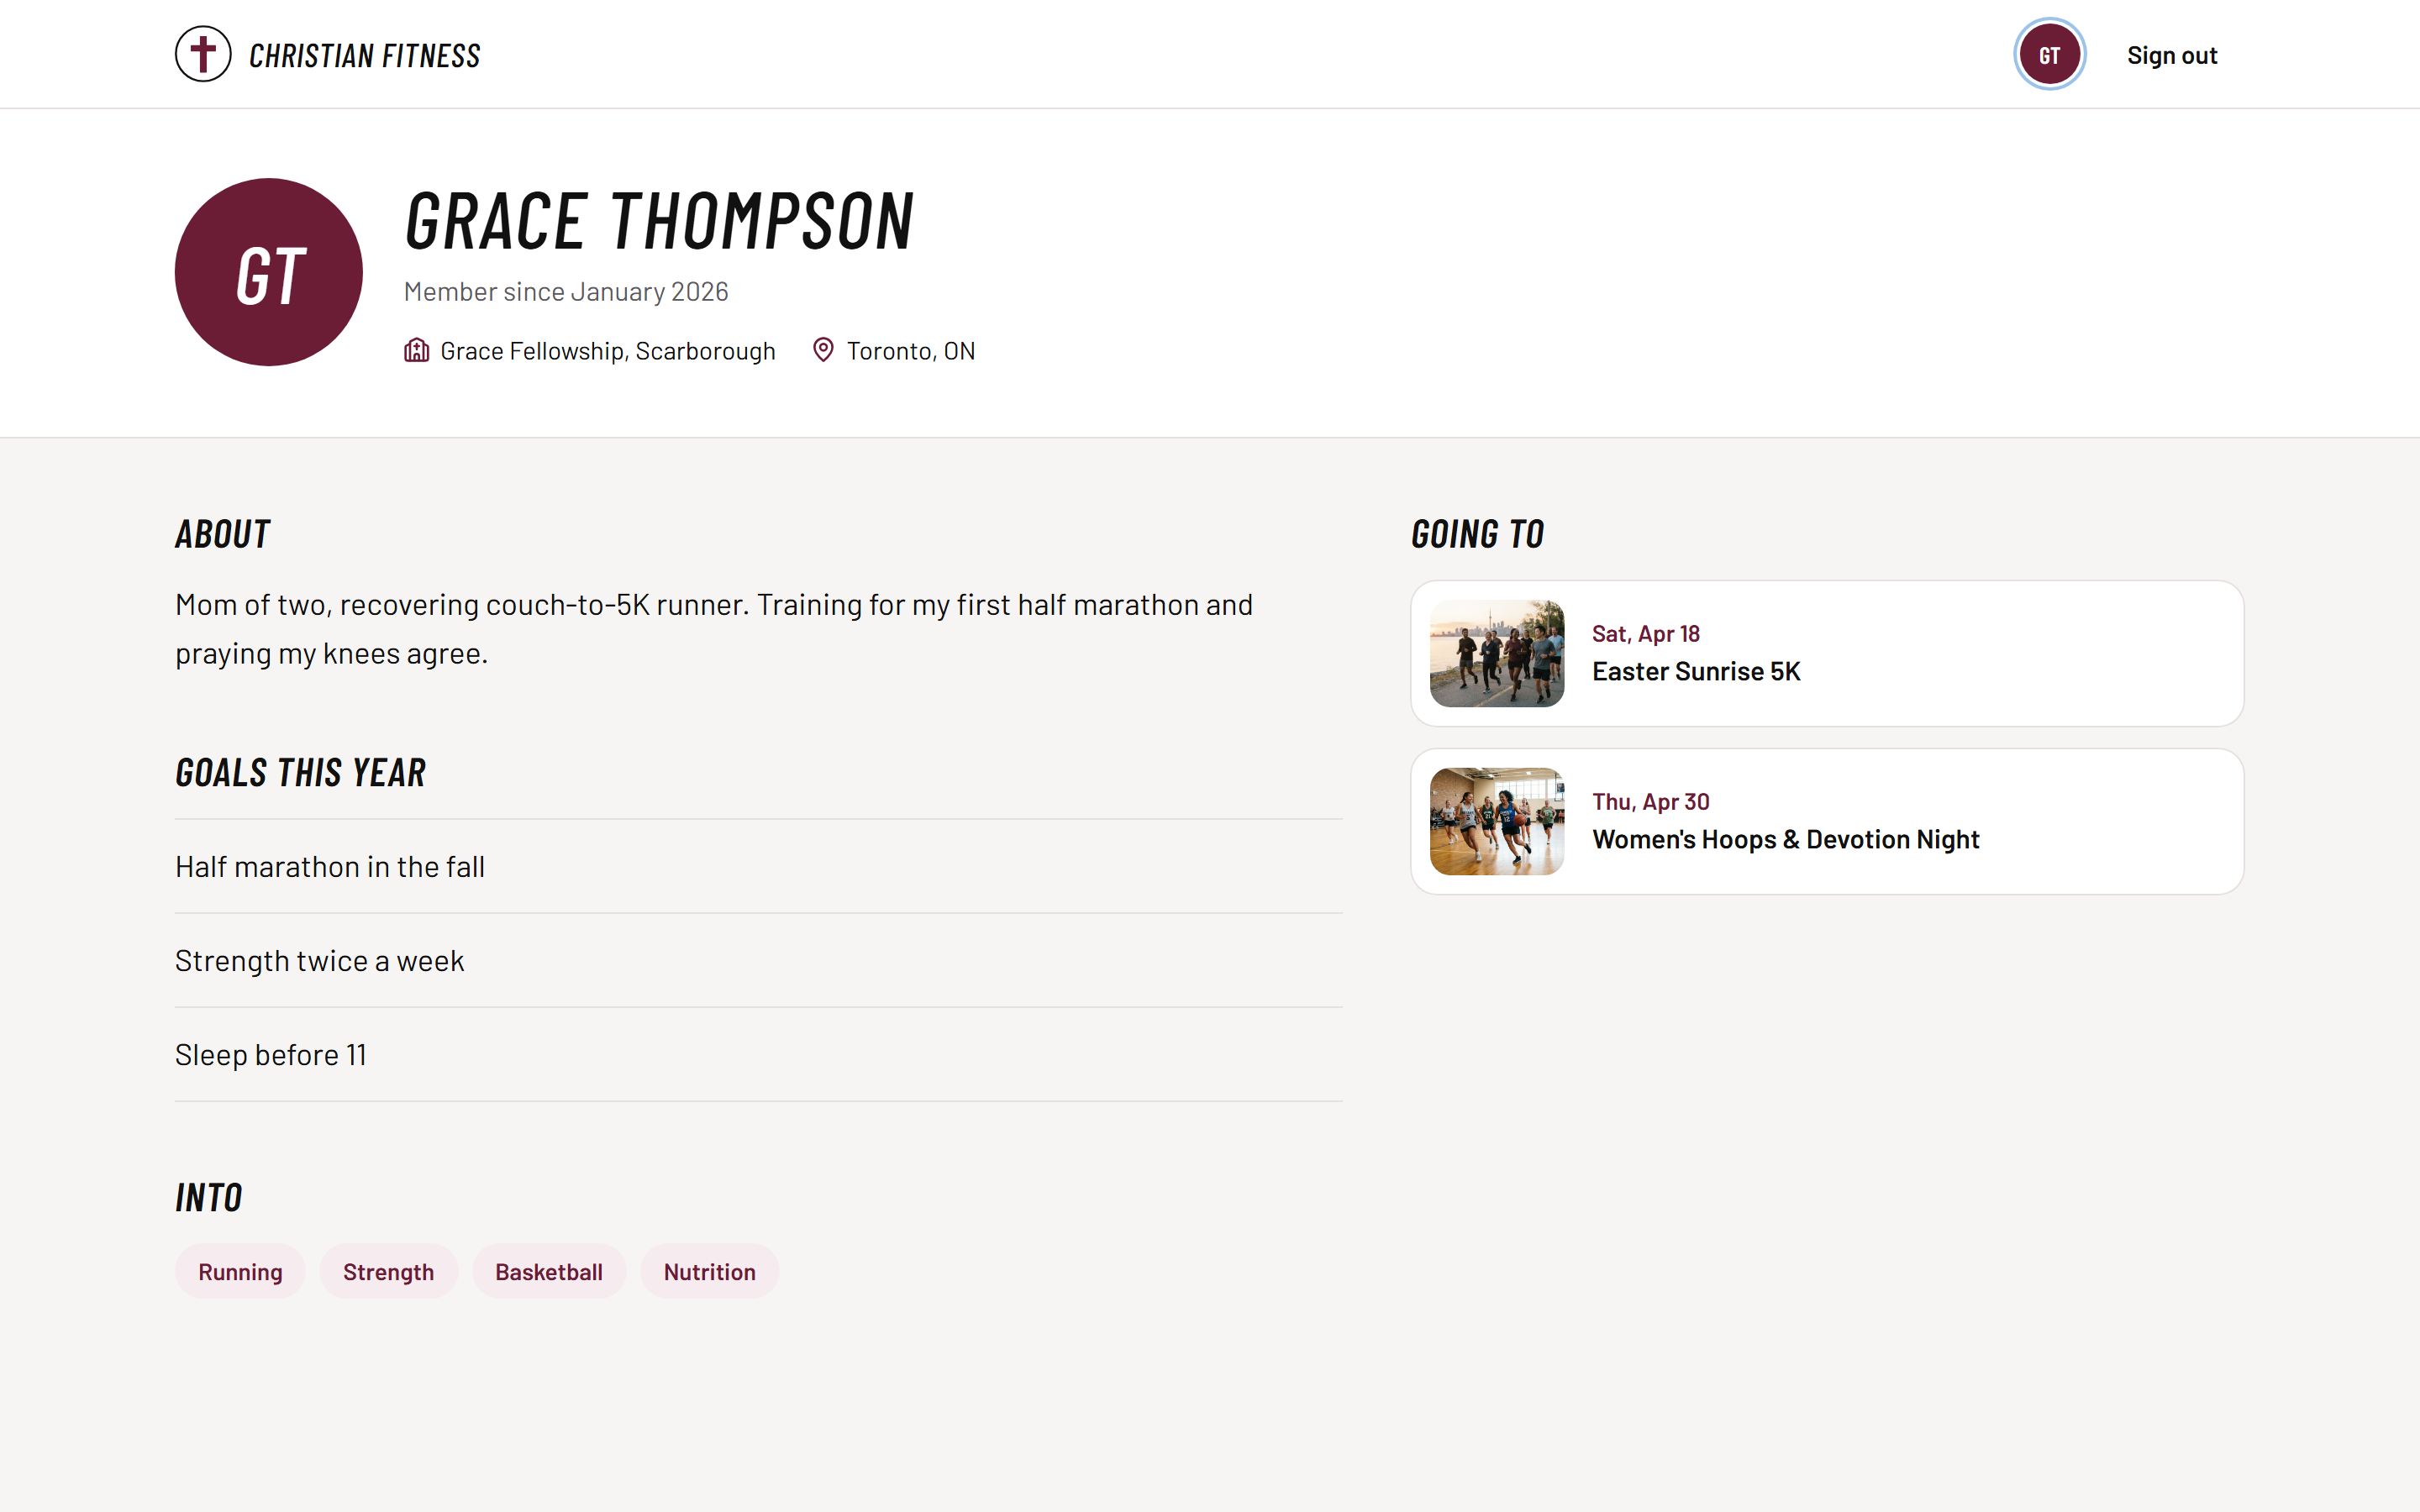 CHRISTIAN FITNESS
GT
Sign out
GT
GRACE THOMPSON
Member since January 2026
Grace Fellowship, Scarborough
Toronto, ON
ABOUT
Mom of two, recovering couch-to-5K runner. Training for my first half marathon and
praying my knees agree.
GOALS THIS YEAR
Half marathon in the fall
Strength twice a week
Sleep before 11
INTO
Running
Strength
Basketball
Nutrition
GOING TO
Sat, Apr 18
Easter Sunrise 5K
Thu, Apr 30
Women's Hoops & Devotion Night